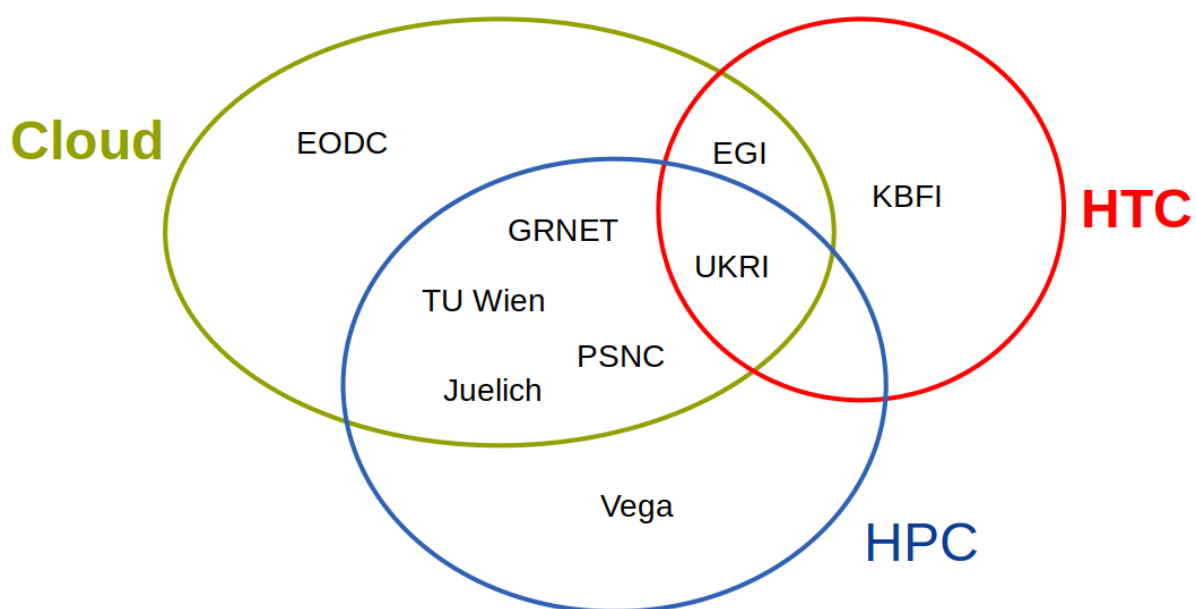 Cloud
EODC
EGI
KBFI
HTC
GRNET
UKRI
TU Wien
PSNC
Juelich
Vega
HPC